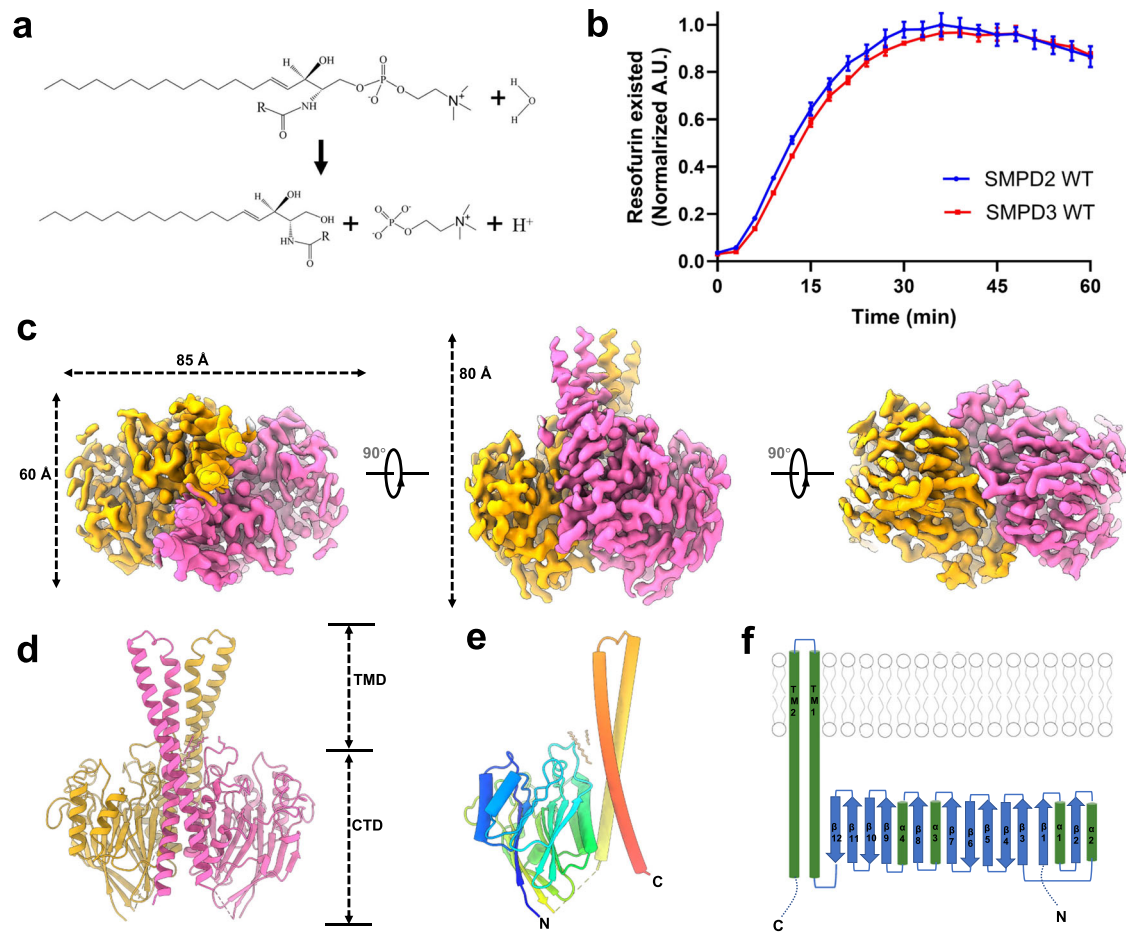 a
H
OH
O
O
P
O
-O
N+
NH
R
O
+
H
O
H
H
OH
OH
NH
R
O
+
O-
P
-O
O
O
N+
+
H+
b
Resofurin existed
(Normalrized A.U.)
1.0
0.8
0.6
0.4
0.2
0.0
0
15
30
45
60
Time (min)
SMPD2 WT
SMPD3 WT
c
85 Å
60 Å
90°
80 Å
90°
d
TMD
CTD
e
N
C
f
TM2
TM1
β12
β11
β10
β9
α4
β8
α3
β7
β6
β5
β4
β3
β1
α1
β2
α2
C
N